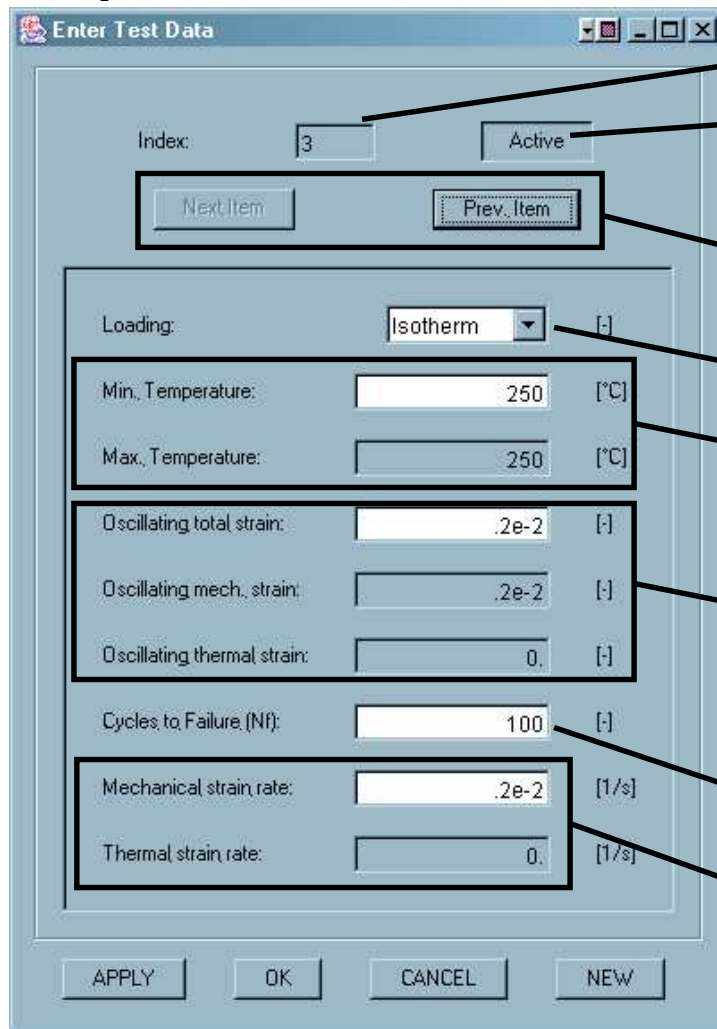 Enter Test Data
Index: 3 Active
Next Item Prev. Item
Loading: Isotherm [-]
Min. Temperature: 250 [°C]
Max. Temperature: 250 [°C]
Oscillating total strain: .2e-2 [-]
Oscillating mech. strain: .2e-2 [-]
Oscillating thermal strain: 0. [-]
Cycles to Failure (Nf): 100 [-]
Mechanical strain rate: .2e-2 [1/s]
Thermal strain rate: 0. [1/s]
APPLY OK CANCEL NEW